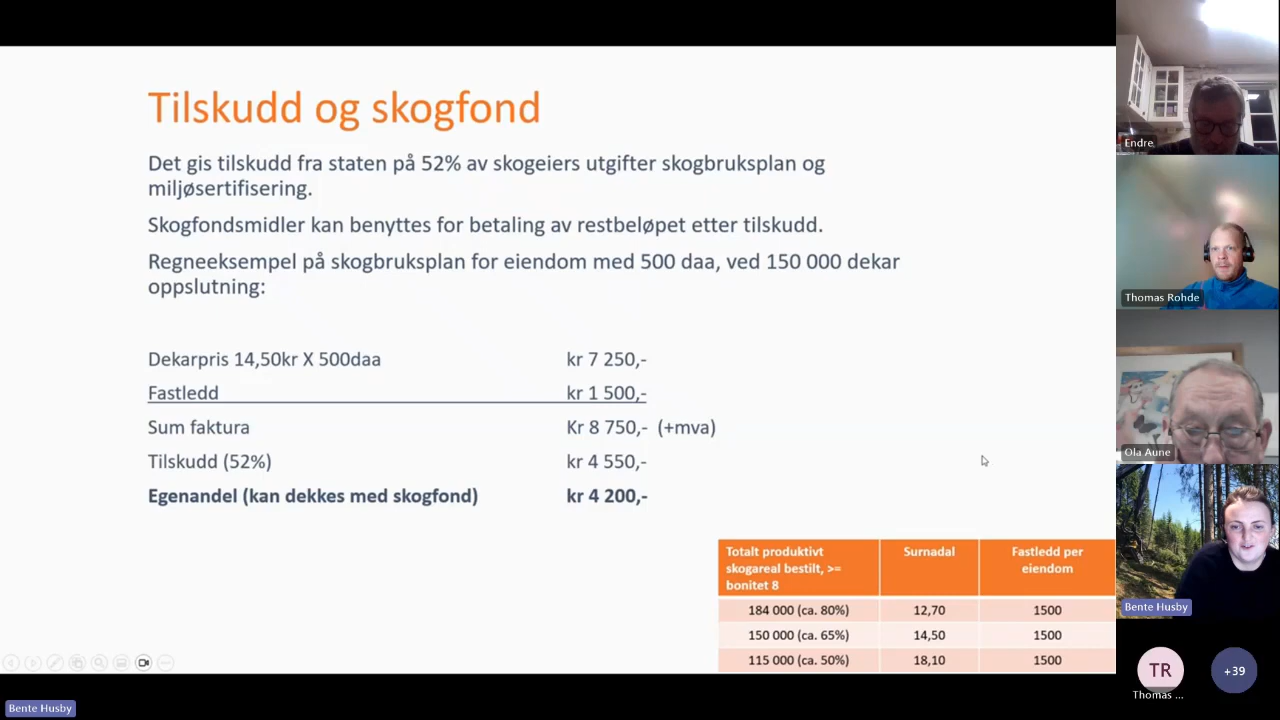 Tilskudd og skogfond
Det gis tilskudd fra staten på 52% av skogeiers utgifter skogbruksplan og
miljøsertifisering.
Skogfondsmidler kan benyttes for betaling av restbeløpet etter tilskudd.
Regneeksempel på skogbruksplan for eiendom med 500 daa, ved 150 000 dekar
oppslutning:
Dekarpris 14,50kr X 500daa kr 7 250,-
Fastledd kr 1 500,-
Sum faktura Kr 8 750,- (+mva)
Tilskudd (52%) kr 4 550,-
Egenandel (kan dekkes med skogfond) kr 4 200,-
Totalt produktivt skogareal bestilt, >= bonitet 8 Surnadal Fastledd per eiendom
184 000 (ca. 80%) 12,70 1500
150 000 (ca. 65%) 14,50 1500
115 000 (ca. 50%) 18,10 1500
Endre
Thomas Rohde
Ola Aune
Bente Husby
TR
Thomas ...
+39
Bente Husby